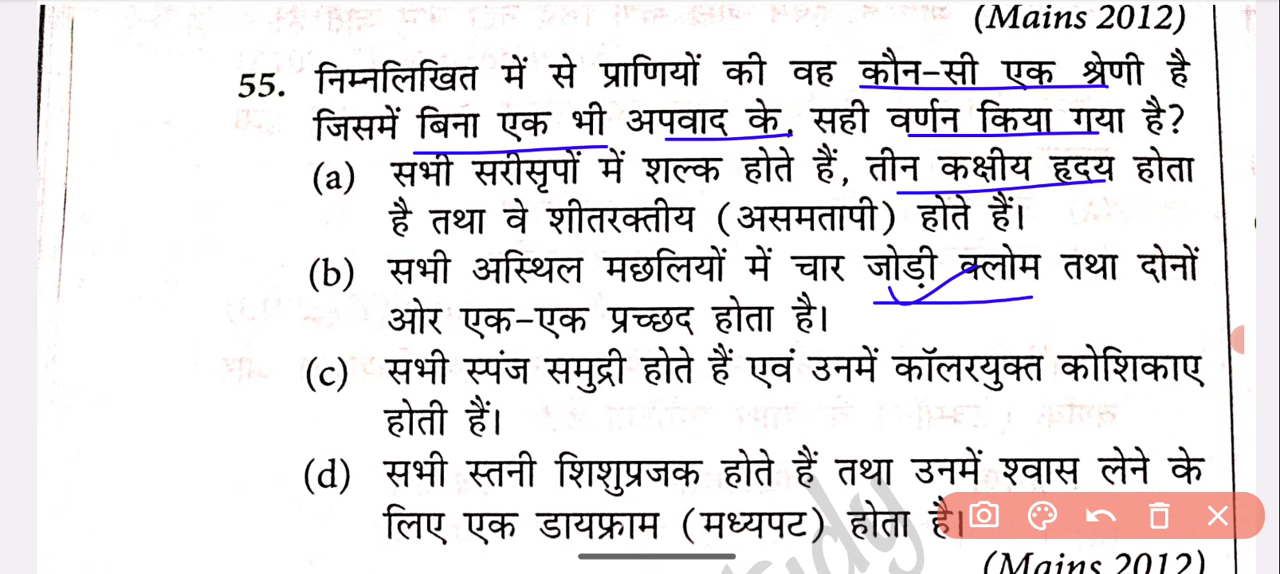 (Mains 2012)
55. निम्नलिखित में से प्राणियों की वह कौन-सी एक श्रेणी है
जिसमें बिना एक भी अपवाद के, सही वर्णन किया गया है?
(a) सभी सरीसृपों में शल्क होते हैं, तीन कक्षीय हृदय होता
है तथा वे शीतरक्तीय (असमतापी) होते हैं।
(b) सभी अस्थिल मछलियों में चार जोड़ी क्लोम तथा दोनों
ओर एक-एक प्रच्छद होता है।
(c) सभी स्पंज समुद्री होते हैं एवं उनमें कॉलरयुक्त कोशिकाए
होती हैं।
(d) सभी स्तनी शिशुप्रजक होते हैं तथा उनमें श्वास लेने के
लिए एक डायफ्राम (मध्यपट) होता है।
(Mains 2012)